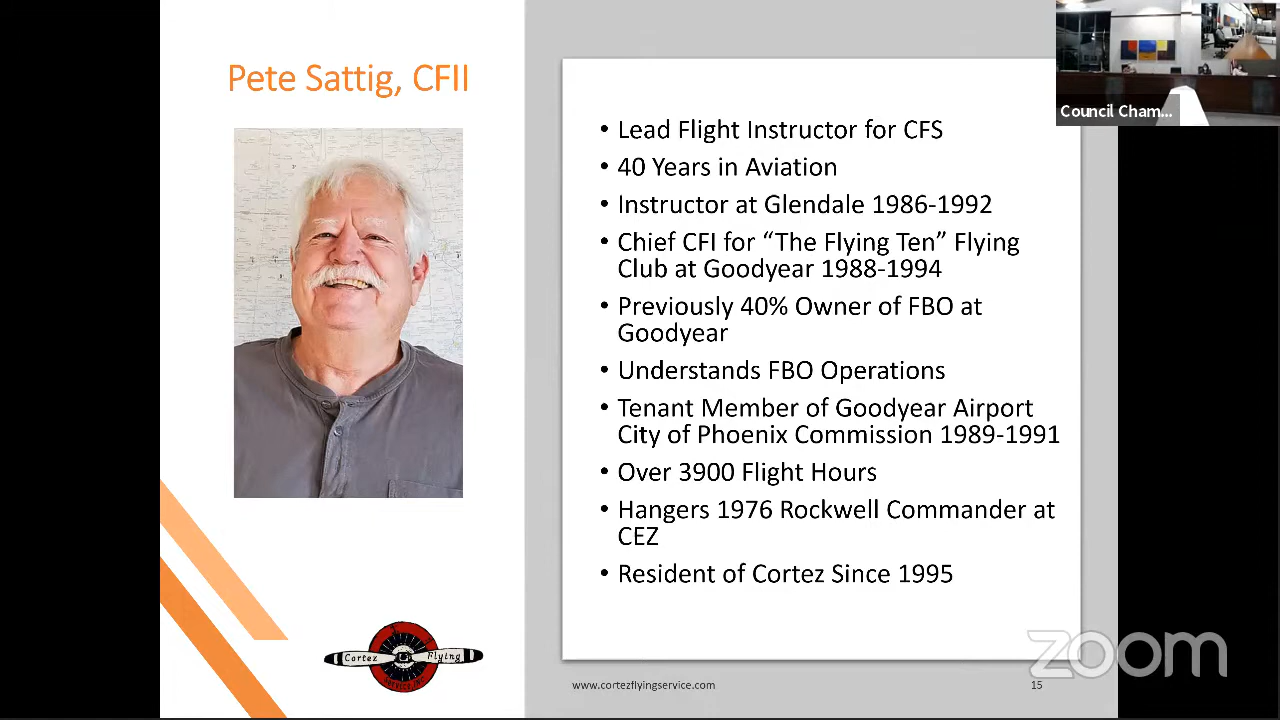 Pete Sattig, CFII
Council Cham...
• Lead Flight Instructor for CFS
• 40 Years in Aviation
• Instructor at Glendale 1986-1992
• Chief CFI for “The Flying Ten” Flying
Club at Goodyear 1988-1994
• Previously 40% Owner of FBO at
Goodyear
• Understands FBO Operations
• Tenant Member of Goodyear Airport
City of Phoenix Commission 1989-1991
• Over 3900 Flight Hours
• Hangers 1976 Rockwell Commander at
CEZ
• Resident of Cortez Since 1995
Cortez Flying
www.cortezflyingservice.com
15
zoom